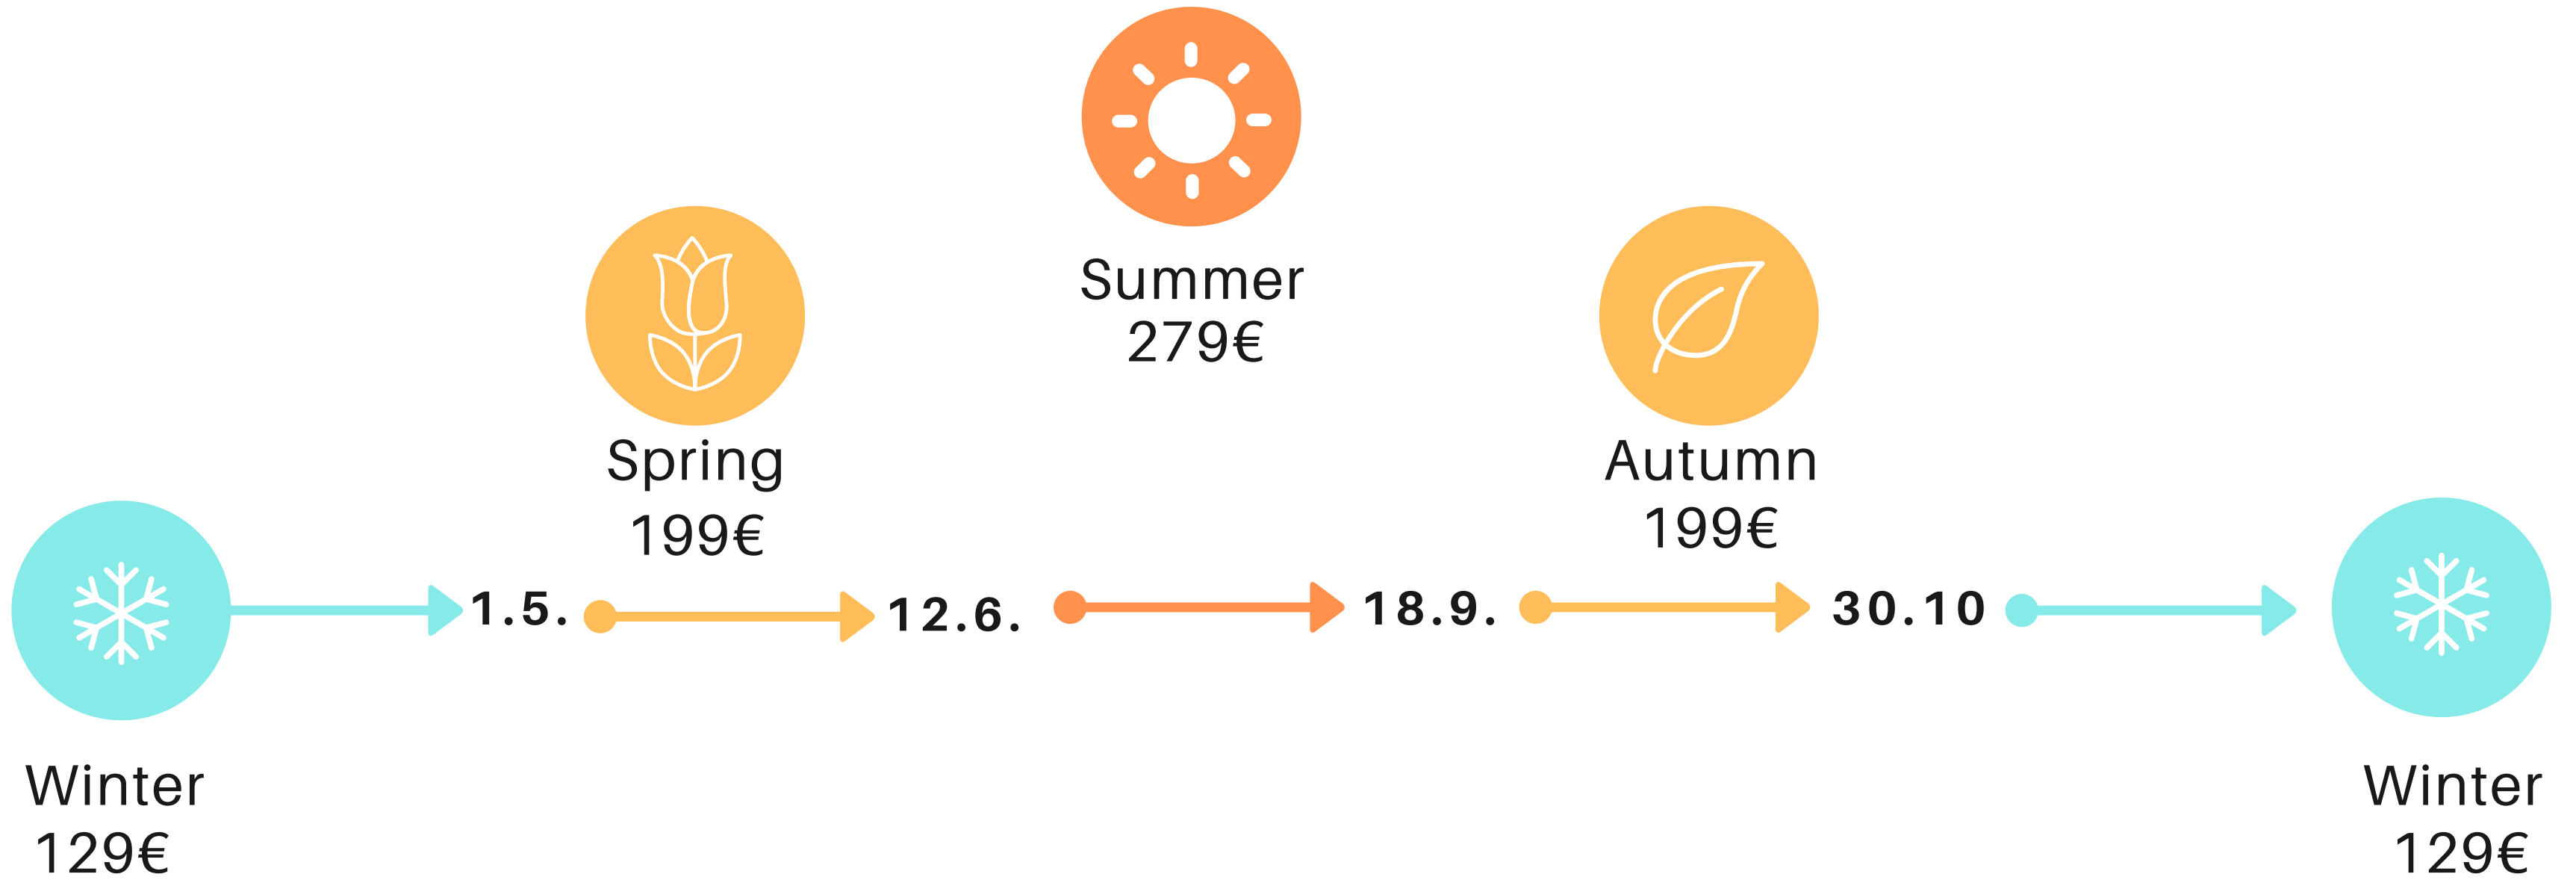 Summer
279€
Spring
199€
Autumn
199€
1.5.
12.6.
18.9.
30.10
Winter
129€
Winter
129€